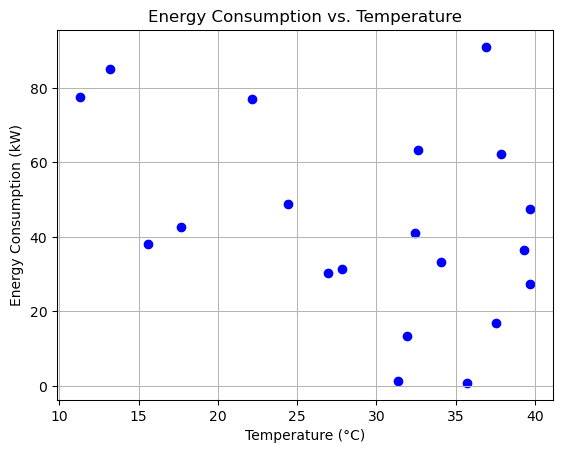 Energy Consumption vs. Temperature
Energy Consumption (kW)
80
60
40
20
0
10 15 20 25 30 35 40
Temperature (°C)